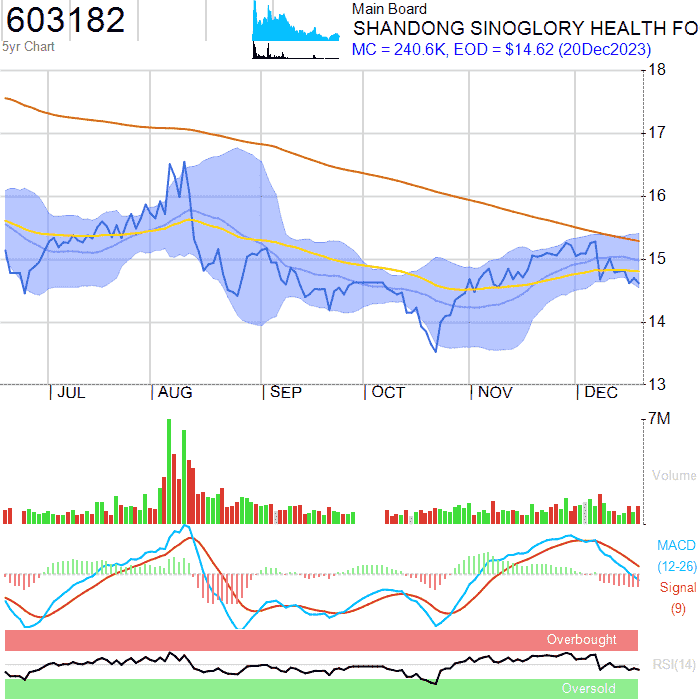 603182
5yr Chart
Main Board
SHANDONG SINOGLORY HEALTH FO
MC = 240.6K, EOD = $14.62 (20Dec2023)
18
17
16
15
14
13
JUL AUG SEP OCT NOV DEC
7M
Volume
MACD
(12-26)
Signal
(9)
Overbought
RSI(14)
Oversold